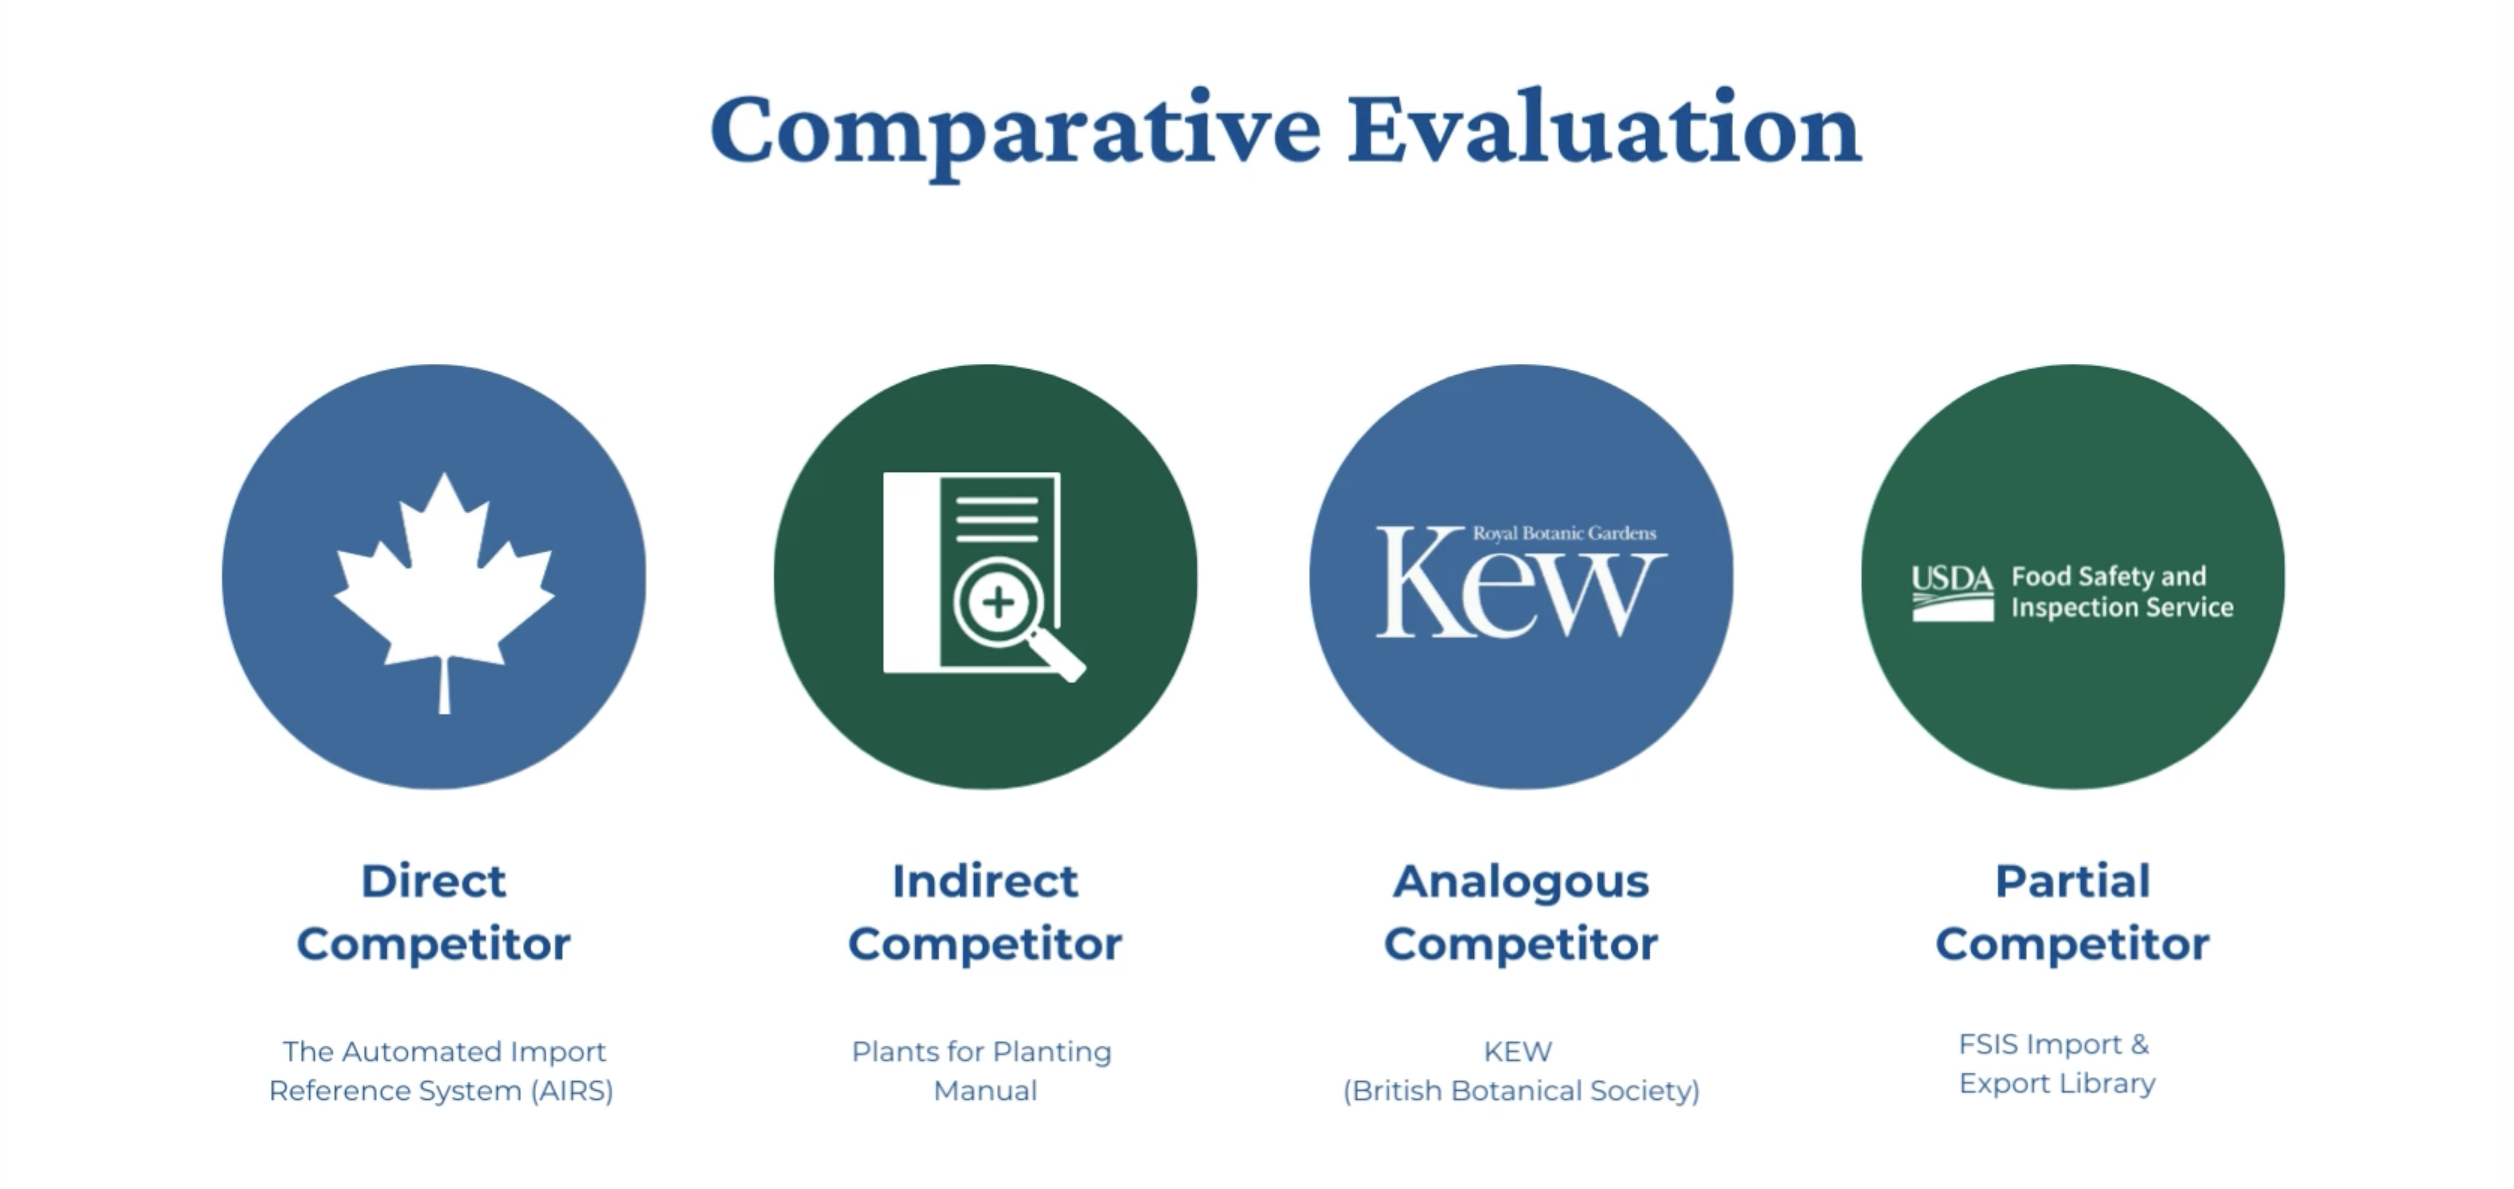 Comparative Evaluation
Royal Botanic Gardens
Kew
USDA
Food Safety and
Inspection Service
Direct
Competitor
Indirect
Competitor
Analogous
Competitor
Partial
Competitor
The Automated Import
Reference System (AIRS)
Plants for Planting
Manual
KEW
(British Botanical Society)
FSIS Import &
Export Library